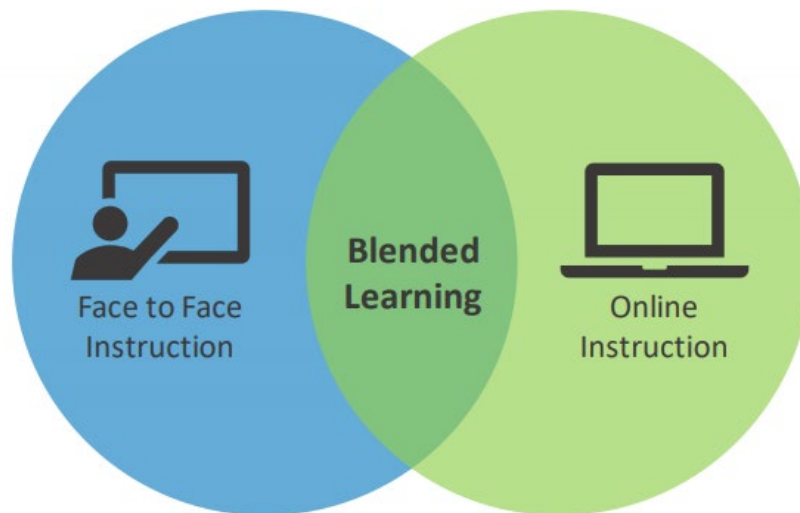 Face to Face
Instruction
Blended
Learning
Online
Instruction